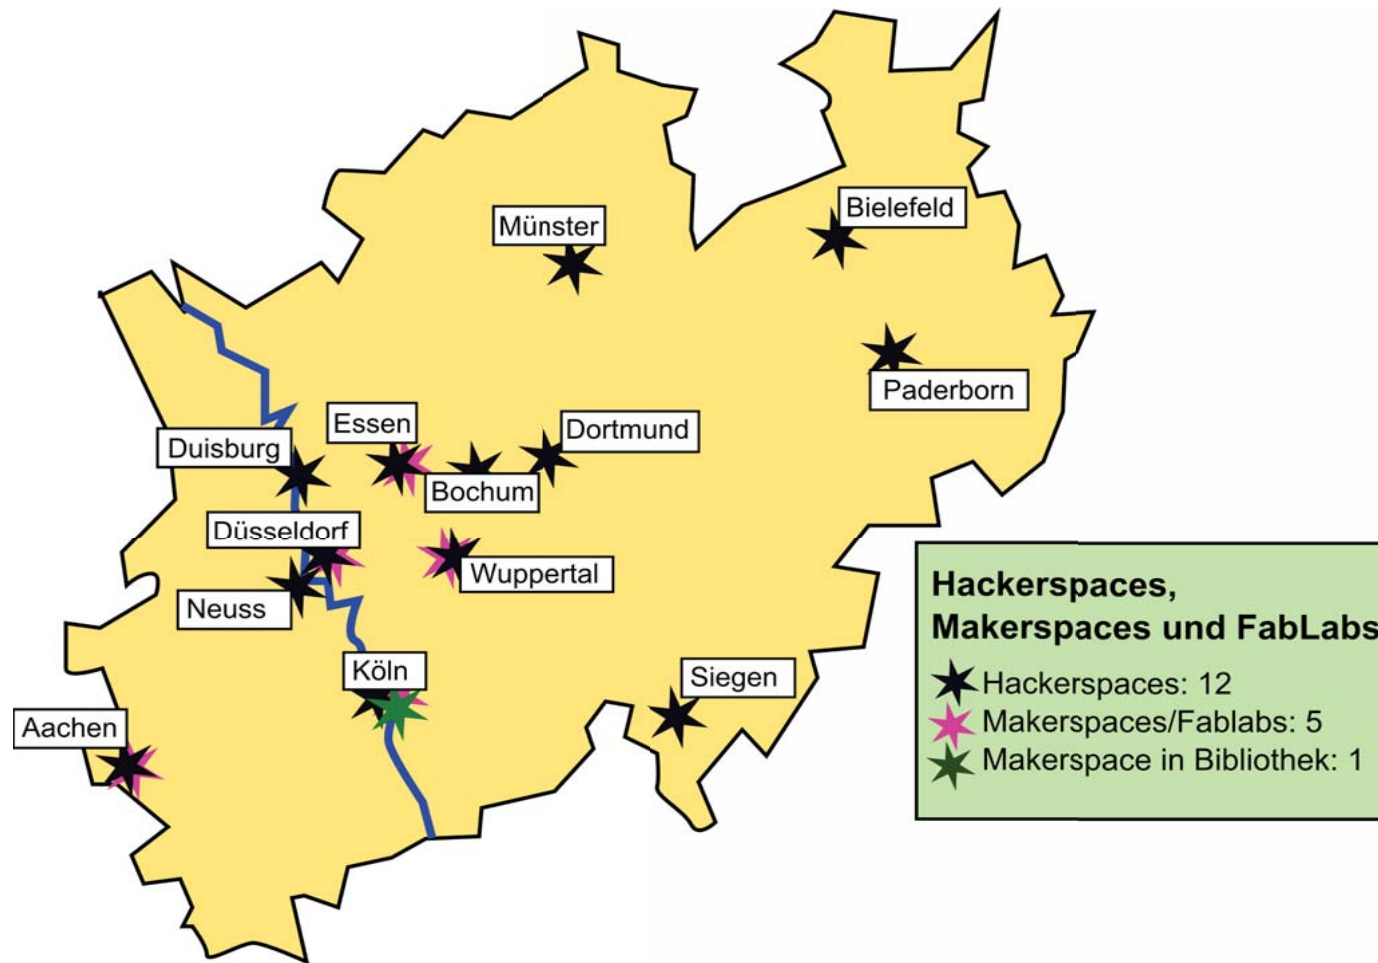 Bielefeld
Münster
Paderborn
Essen
Dortmund
Duisburg
Bochum
Düsseldorf
Wuppertal
Neuss
Köln
Siegen
Aachen
Hackerspaces,
Makerspaces und FabLabs
Hackerspaces: 12
Makerspaces/Fablabs: 5
Makerspace in Bibliothek: 1